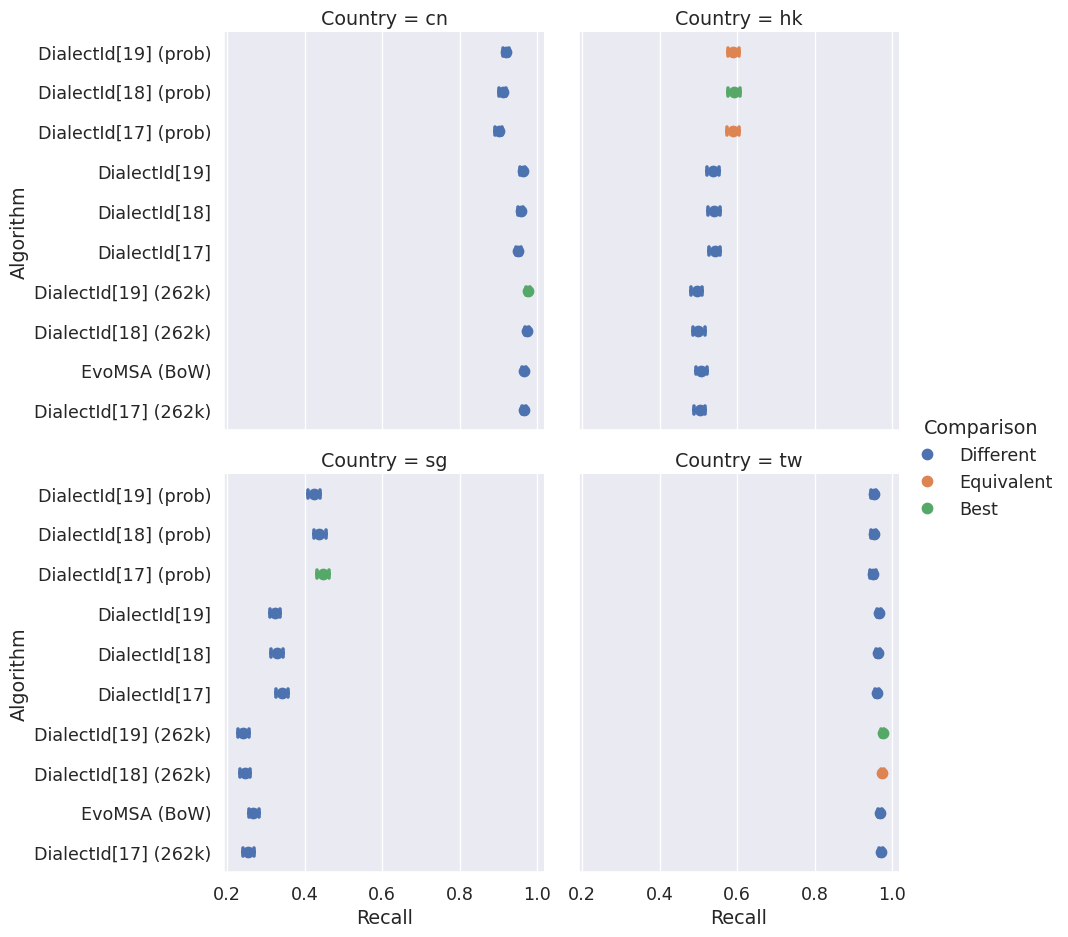 Country = cn
Country = hk
Algorithm
DialectId[19] (prob)
DialectId[18] (prob)
DialectId[17] (prob)
DialectId[19]
DialectId[18]
DialectId[17]
DialectId[19] (262k)
DialectId[18] (262k)
EvoMSA (BoW)
DialectId[17] (262k)
Comparison
Different
Equivalent
Best
Country = sg
Country = tw
Algorithm
DialectId[19] (prob)
DialectId[18] (prob)
DialectId[17] (prob)
DialectId[19]
DialectId[18]
DialectId[17]
DialectId[19] (262k)
DialectId[18] (262k)
EvoMSA (BoW)
DialectId[17] (262k)
0.2 0.4 0.6 0.8 1.0
0.2 0.4 0.6 0.8 1.0
Recall
Recall